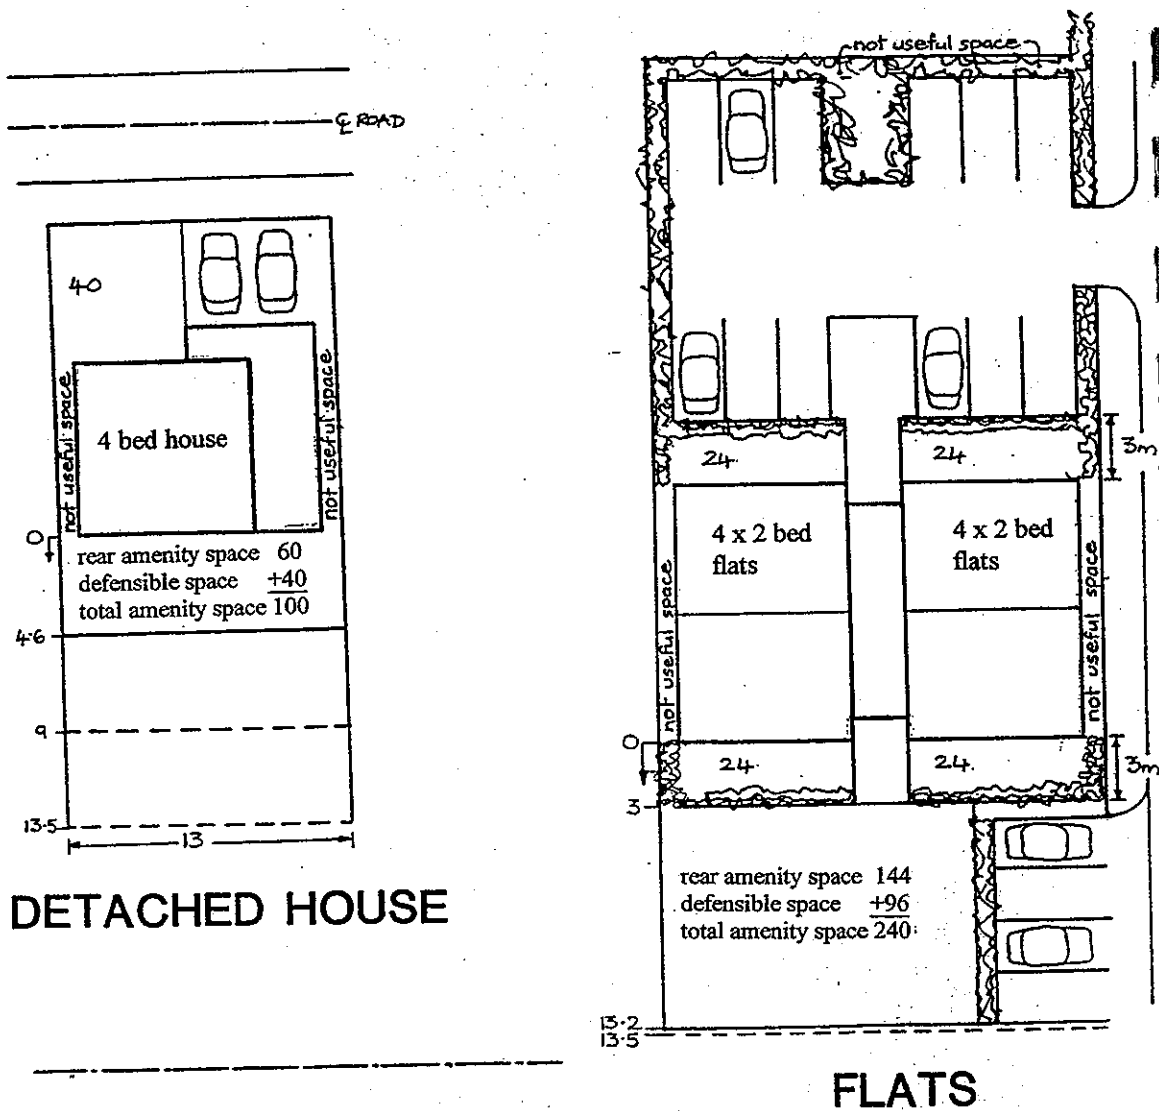 ℄ ROAD
40
not useful space
4 bed house
not useful space
0
rear amenity space 60
defensible space +40
total amenity space 100
4.6
9
13.5
13
DETACHED HOUSE
not useful space
24
24
3m
4 x 2 bed
flats
4 x 2 bed
flats
not useful space
not useful space
0
24
24
3m
3
rear amenity space 144
defensible space +96
total amenity space 240
13.2
13.5
FLATS